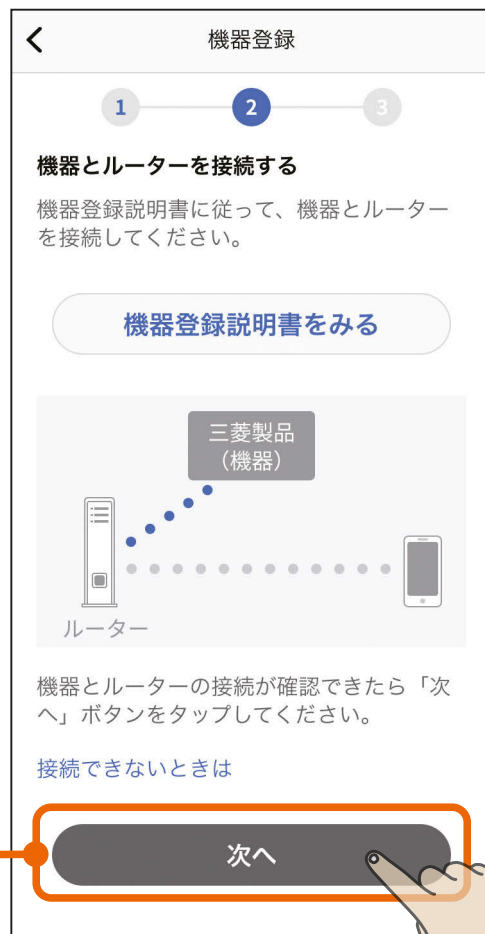 機器登録
1 2 3
機器とルーターを接続する
機器登録説明書に従って、機器とルーター
を接続してください。
機器登録説明書をみる
三菱製品
（機器）
ルーター
機器とルーターの接続が確認できたら「次
へ」ボタンをタップしてください。
接続できないときは
次へ